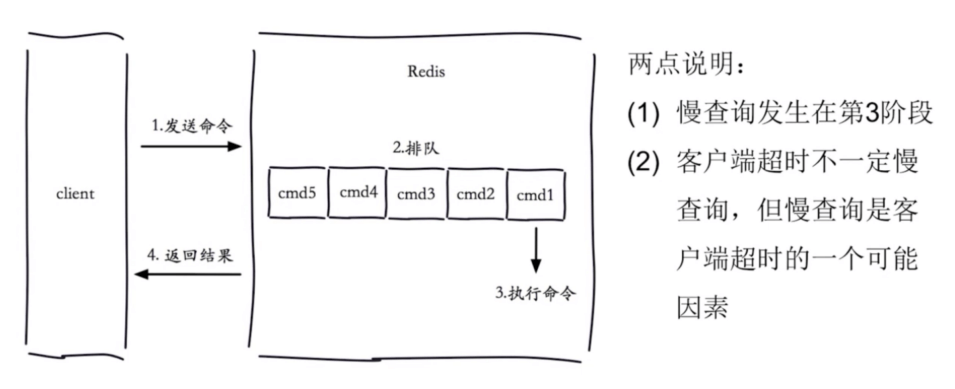 Redis
1.发送命令
2.排队
client
cmd5 cmd4 cmd3 cmd2 cmd1
4. 返回结果
3.执行命令
两点说明：
(1) 慢查询发生在第3阶段
(2) 客户端超时不一定慢
查询，但慢查询是客
户端超时的一个可能
因素